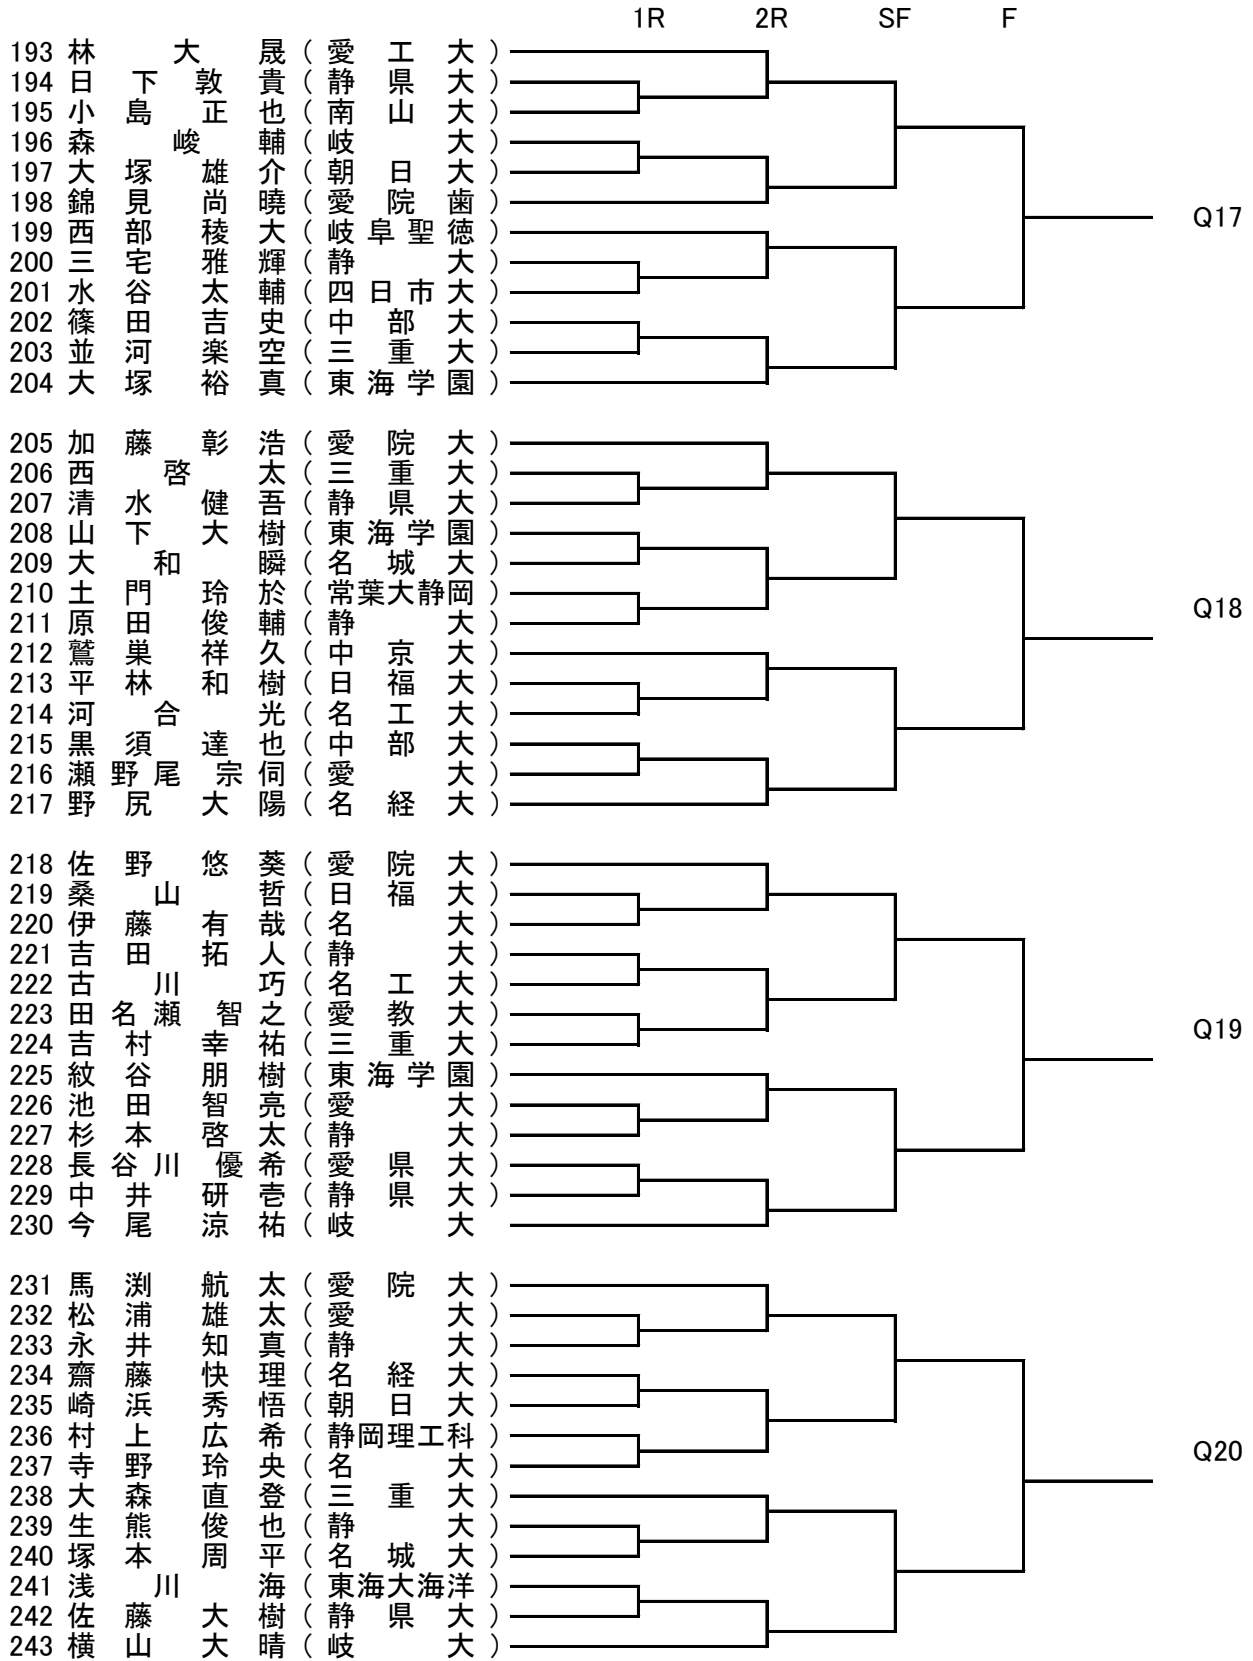 1R 2R SF F
193 林 大 晟 ( 愛 工 大 )
194 日 下 敦 貴 ( 静 県 大 )
195 小 島 正 也 ( 南 山 大 )
196 森 峻 輔 ( 岐 大 )
197 大 塚 雄 介 ( 朝 日 大 )
198 錦 見 尚 暁 ( 愛 院 歯 )
199 西 部 稜 大 ( 岐 阜 聖 徳 )
Q17
200 三 宅 雅 輝 ( 静 大 )
201 水 谷 太 輔 ( 四 日 市 大 )
202 篠 田 吉 史 ( 中 部 大 )
203 並 河 楽 空 ( 三 重 大 )
204 大 塚 裕 真 ( 東 海 学 園 )
205 加 藤 彰 浩 ( 愛 院 大 )
206 西 啓 太 ( 三 重 大 )
207 清 水 健 吾 ( 静 県 大 )
208 山 下 大 樹 ( 東 海 学 園 )
209 大 和 瞬 ( 名 城 大 )
210 土 門 玲 於 ( 常葉大静岡 )
Q18
211 原 田 俊 輔 ( 静 大 )
212 鷲 巣 祥 久 ( 中 京 大 )
213 平 林 和 樹 ( 日 福 大 )
214 河 合 光 ( 名 工 大 )
215 黒 須 達 也 ( 中 部 大 )
216 瀬 野 尾 宗 伺 ( 愛 大 )
217 野 尻 大 陽 ( 名 経 大 )
218 佐 野 悠 葵 ( 愛 院 大 )
219 桑 山 哲 ( 日 福 大 )
220 伊 藤 有 哉 ( 名 大 )
221 吉 田 拓 人 ( 静 大 )
222 古 川 巧 ( 名 工 大 )
223 田 名 瀬 智 之 ( 愛 教 大 )
Q19
224 吉 村 幸 祐 ( 三 重 大 )
225 紋 谷 朋 樹 ( 東 海 学 園 )
226 池 田 智 亮 ( 愛 大 )
227 杉 本 啓 太 ( 静 大 )
228 長 谷 川 優 希 ( 愛 県 大 )
229 中 井 研 壱 ( 静 県 大 )
230 今 尾 涼 祐 ( 岐 大
231 馬 渕 航 太 ( 愛 院 大 )
232 松 浦 雄 太 ( 愛 大 )
233 永 井 知 真 ( 静 大 )
234 齋 藤 快 理 ( 名 経 大 )
235 崎 浜 秀 悟 ( 朝 日 大 )
236 村 上 広 希 ( 静岡理工科 )
Q20
237 寺 野 玲 央 ( 名 大 )
238 大 森 直 登 ( 三 重 大 )
239 生 熊 俊 也 ( 静 大 )
240 塚 本 周 平 ( 名 城 大 )
241 浅 川 海 ( 東海大海洋 )
242 佐 藤 大 樹 ( 静 県 大 )
243 横 山 大 晴 ( 岐 大 )